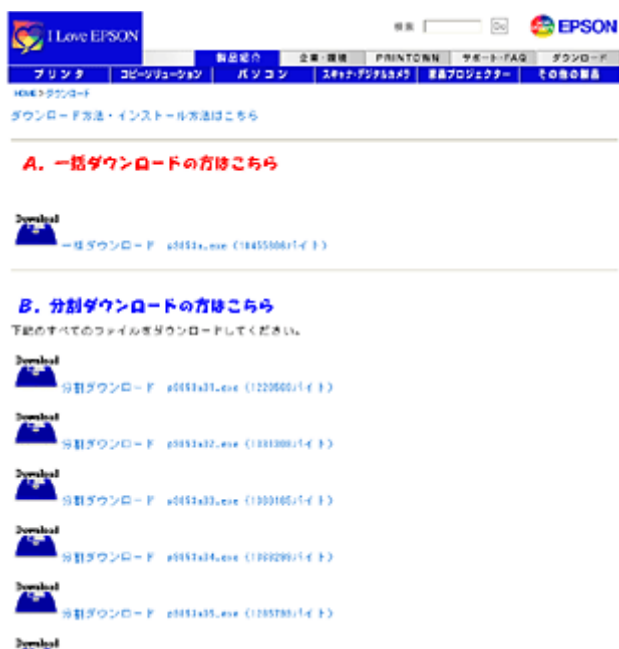 I Love EPSON
検索
Go
EPSON
製品紹介 企業・環境 PRINTOWN サポート・FAQ ダウンロード
プリンタ コピーソリューション パソコン スキャナ・デジタルカメラ 液晶プロジェクター その他の製品
HOME > ダウンロード
ダウンロード方法・インストール方法はこちら
A. 一括ダウンロードの方はこちら
Download
一括ダウンロード
B. 分割ダウンロードの方はこちら
下記のすべてのファイルをダウンロードしてください。
Download
分割ダウンロード
Download
分割ダウンロード
Download
分割ダウンロード
Download
分割ダウンロード
Download
分割ダウンロード
Download